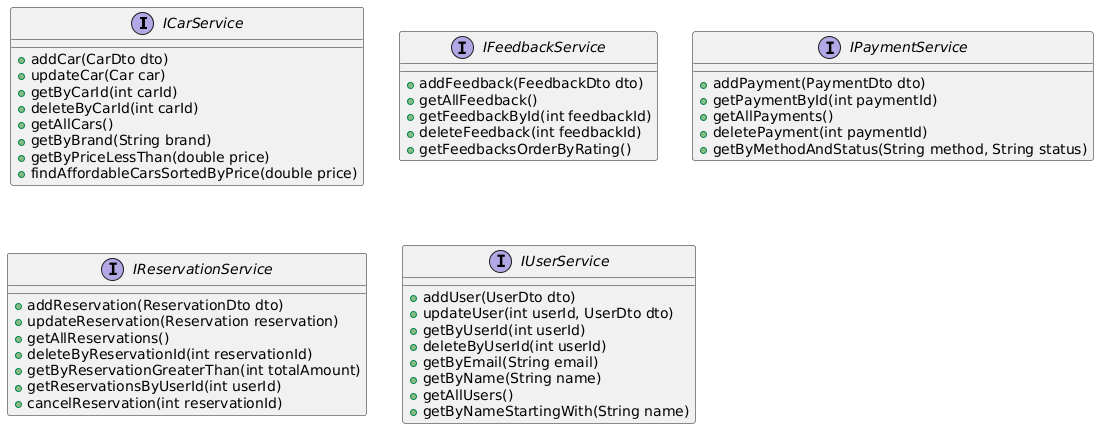 I ICarService
addCar(CarDto dto)
updateCar(Car car)
getByCarId(int carId)
deleteByCarId(int carId)
getAllCars()
getByBrand(String brand)
getByPriceLessThan(double price)
findAffordableCarsSortedByPrice(double price)
I IFeedbackService
addFeedback(FeedbackDto dto)
getAllFeedback()
getFeedbackById(int feedbackId)
deleteFeedback(int feedbackId)
getFeedbacksOrderByRating()
I IPaymentService
addPayment(PaymentDto dto)
getPaymentById(int paymentId)
getAllPayments()
deletePayment(int paymentId)
getByMethodAndStatus(String method, String status)
I IReservationService
addReservation(ReservationDto dto)
updateReservation(Reservation reservation)
getAllReservations()
deleteByReservationId(int reservationId)
getByReservationGreaterThan(int totalAmount)
getReservationsByUserId(int userId)
cancelReservation(int reservationId)
I IUserService
addUser(UserDto dto)
updateUser(int userId, UserDto dto)
getByUserId(int userId)
deleteByUserId(int userId)
getByEmail(String email)
getByName(String name)
getAllUsers()
getByNameStartingWith(String name)